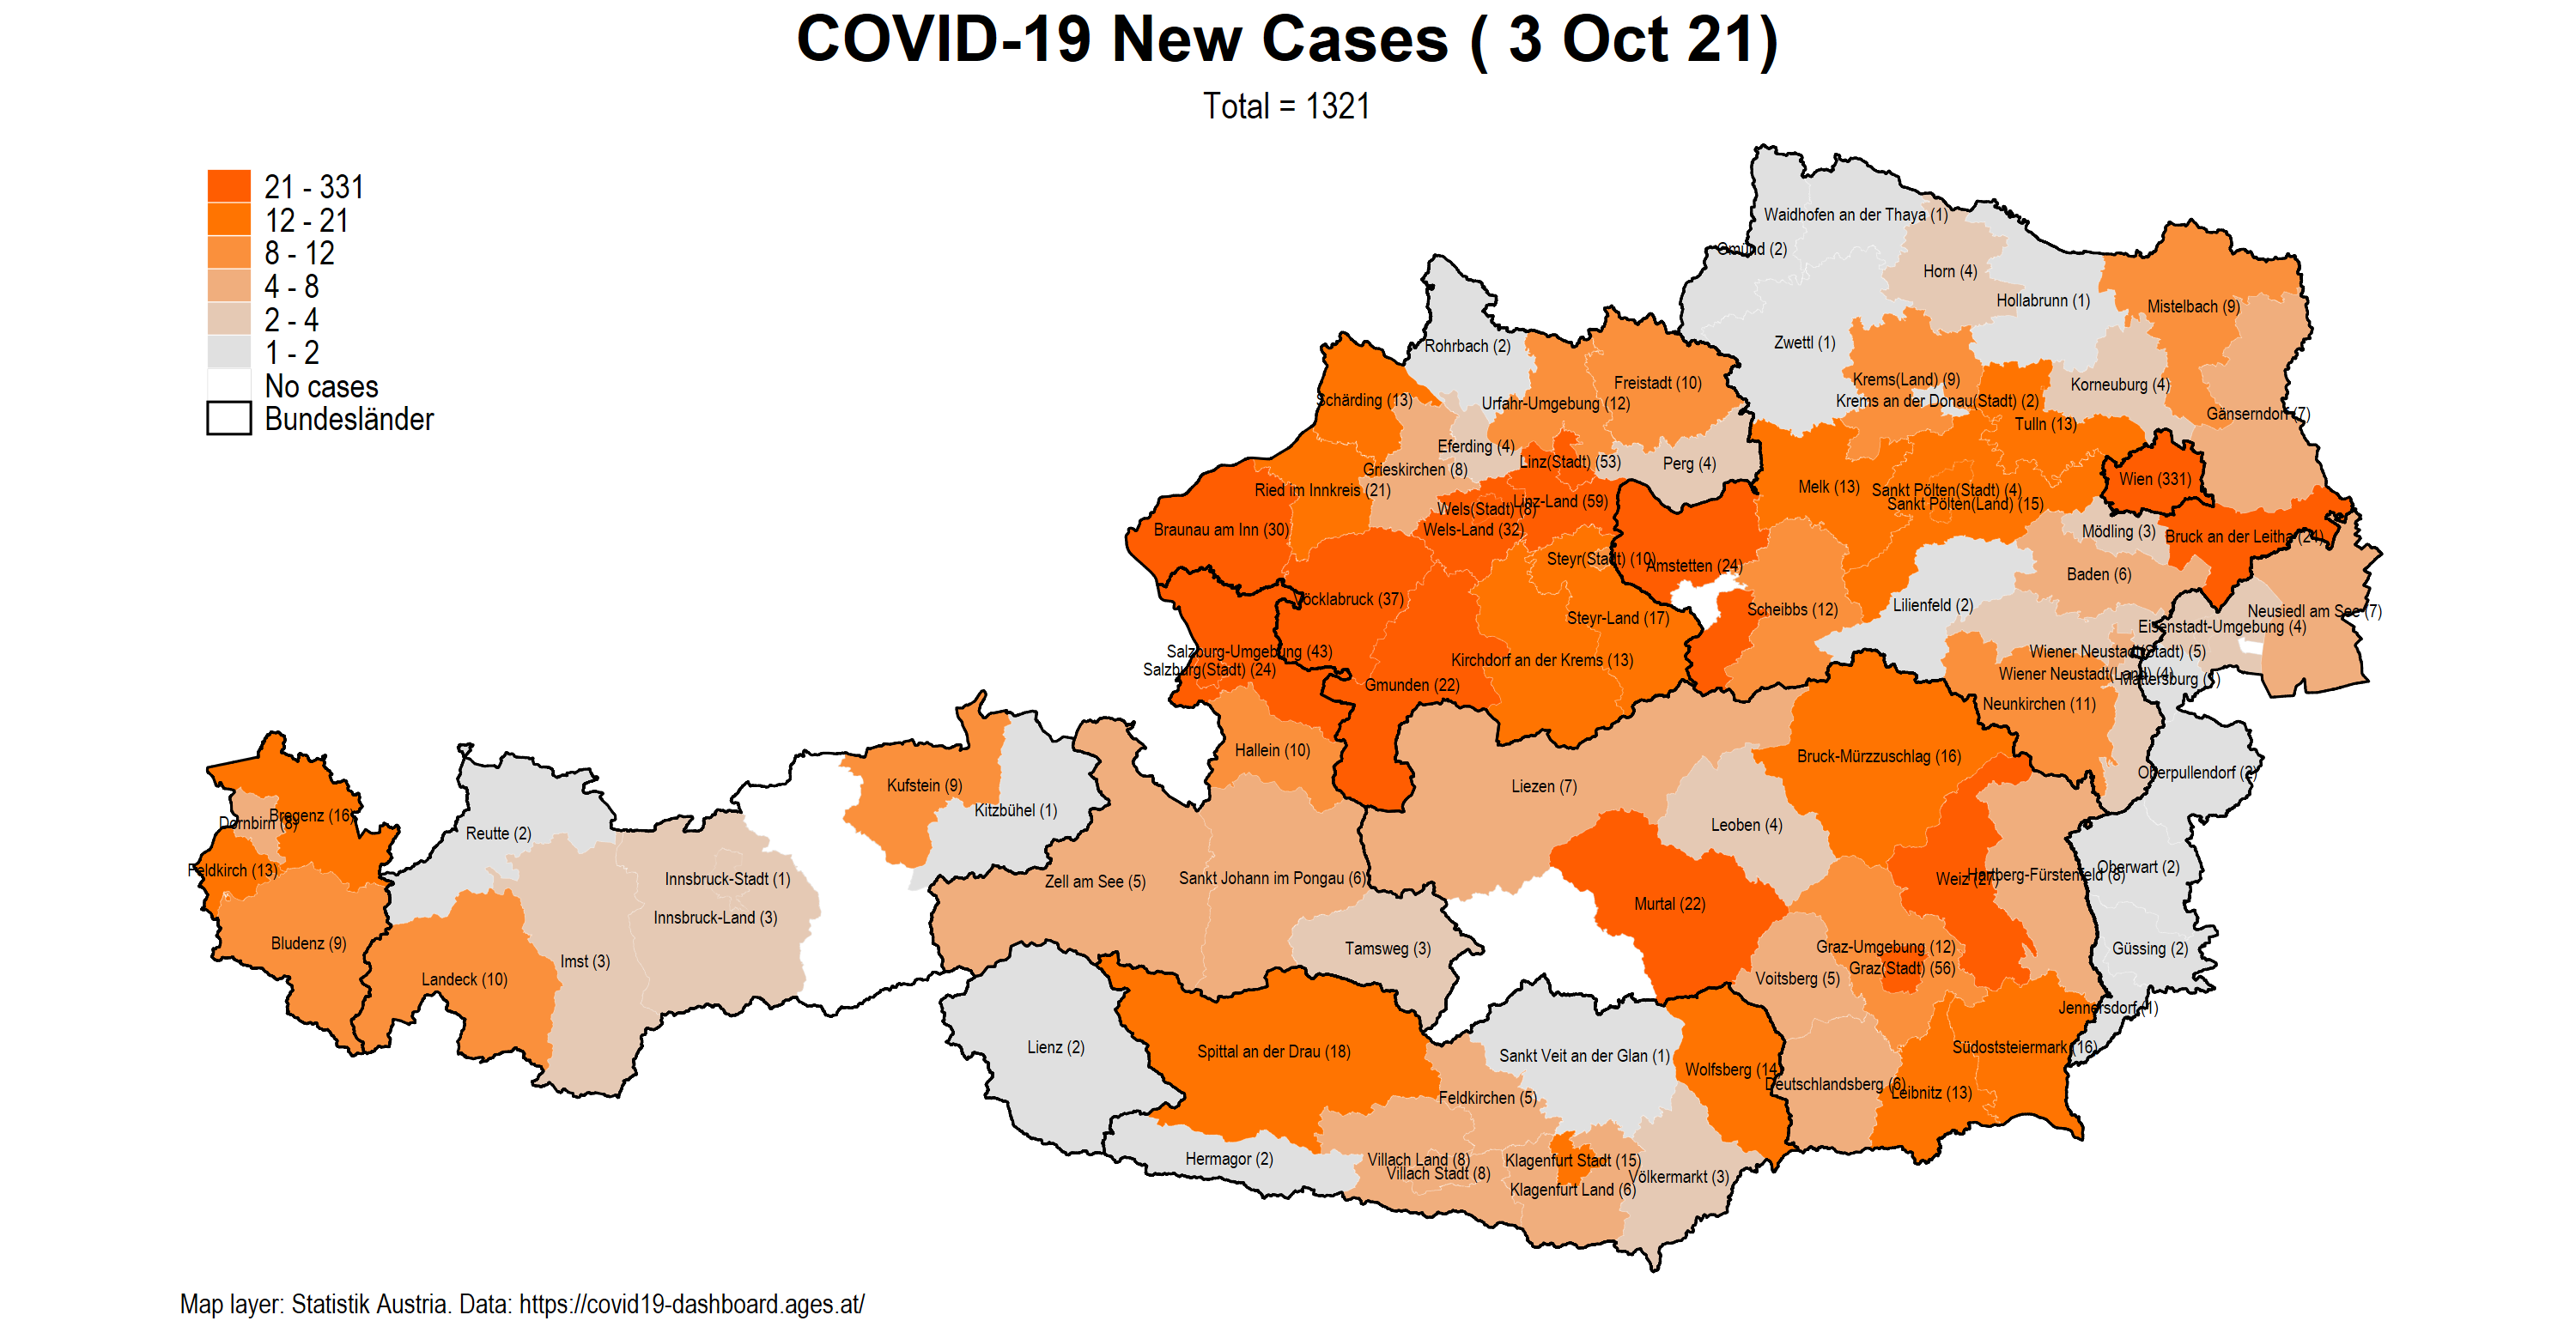 COVID-19 New Cases ( 3 Oct 21)
Total = 1321
21 - 331
12 - 21
8 - 12
4 - 8
2 - 4
1 - 2
No cases
Bundesländer
Waidhofen an der Thaya (1)
Gmünd (2)
Horn (4)
Hollabrunn (1)
Mistelbach (9)
Zwettl (1)
Rohrbach (2)
Krems(Land) (9)
Freistadt (10)
Korneuburg (4)
Schärding (13)
Urfahr-Umgebung (12)
Krems an der Donau(Stadt) (2)
Gänserndorf (7)
Tulln (13)
Eferding (4)
Linz(Stadt) (53)
Perg (4)
Grieskirchen (8)
Wien (331)
Melk (13)
Sankt Pölten(Stadt) (4)
Ried im Innkreis (21)
Linz-Land (59)
Sankt Pölten(Land) (15)
Wels(Stadt) (8)
Braunau am Inn (30)
Wels-Land (32)
Mödling (3)
Bruck an der Leitha (24)
Steyr(Stadt) (10)
Amstetten (24)
Baden (6)
Vöcklabruck (37)
Lilienfeld (2)
Scheibbs (12)
Neusiedl am See (7)
Steyr-Land (17)
Eisenstadt-Umgebung (4)
Salzburg-Umgebung (43)
Wiener Neustadt(Stadt) (5)
Kirchdorf an der Krems (13)
Salzburg(Stadt) (24)
Wiener Neustadt(Land) (4)
Mattersburg
Gmunden (22)
Neunkirchen (11)
Hallein (10)
Bruck-Mürzzuschlag (16)
Oberpullendorf (2)
Kufstein (9)
Liezen (7)
Kitzbühel (1)
Bregenz (16)
Dornbirn (8)
Leoben (4)
Reutte (2)
Oberwart (2)
Feldkirch (13)
Innsbruck-Stadt (1)
Zell am See (5)
Sankt Johann im Pongau (6)
Weiz (27)
Hartberg-Fürstenfeld (8)
Murtal (22)
Innsbruck-Land (3)
Bludenz (9)
Graz-Umgebung (12)
Tamsweg (3)
Güssing (2)
Imst (3)
Graz(Stadt) (56)
Landeck (10)
Voitsberg (5)
Jennersdorf (1)
Lienz (2)
Spittal an der Drau (18)
Sankt Veit an der Glan (1)
Südoststeiermark (16)
Wolfsberg (14)
Deutschlandsberg (6)
Leibnitz (13)
Feldkirchen (5)
Hermagor (2)
Villach Land (8)
Klagenfurt Stadt (15)
Villach Stadt (8)
Völkermarkt (3)
Klagenfurt Land (6)
Map layer: Statistik Austria. Data: https://covid19-dashboard.ages.at/